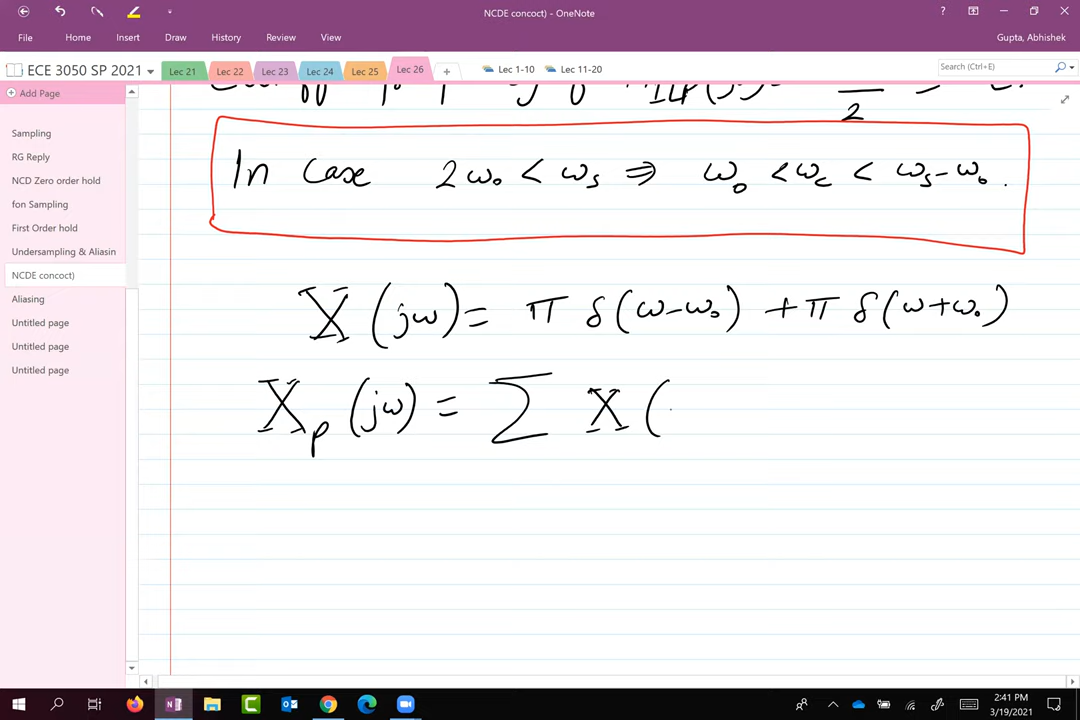 NCDE concoct) - OneNote
Gupta, Abhishek
File Home Insert Draw History Review View
ECE 3050 SP 2021 Lec 21 Lec 22 Lec 23 Lec 24 Lec 25 Lec 26 + Lec 1-10 Lec 11-20 Search (Ctrl+E)
Add Page
Sampling
RG Reply
NCD Zero order hold
fon Sampling
First Order hold
Undersampling & Aliasin
NCDE concoct)
Aliasing
Untitled page
Untitled page
Untitled page
2
In Case 2ω₀ < ωₛ ⇒ ω₀ < ω_c < ωₛ-ω₀.
X(jω) = π δ(ω-ω₀) + π δ(ω+ω₀)
Xₚ(jω) = Σ X(
2:41 PM
3/19/2021